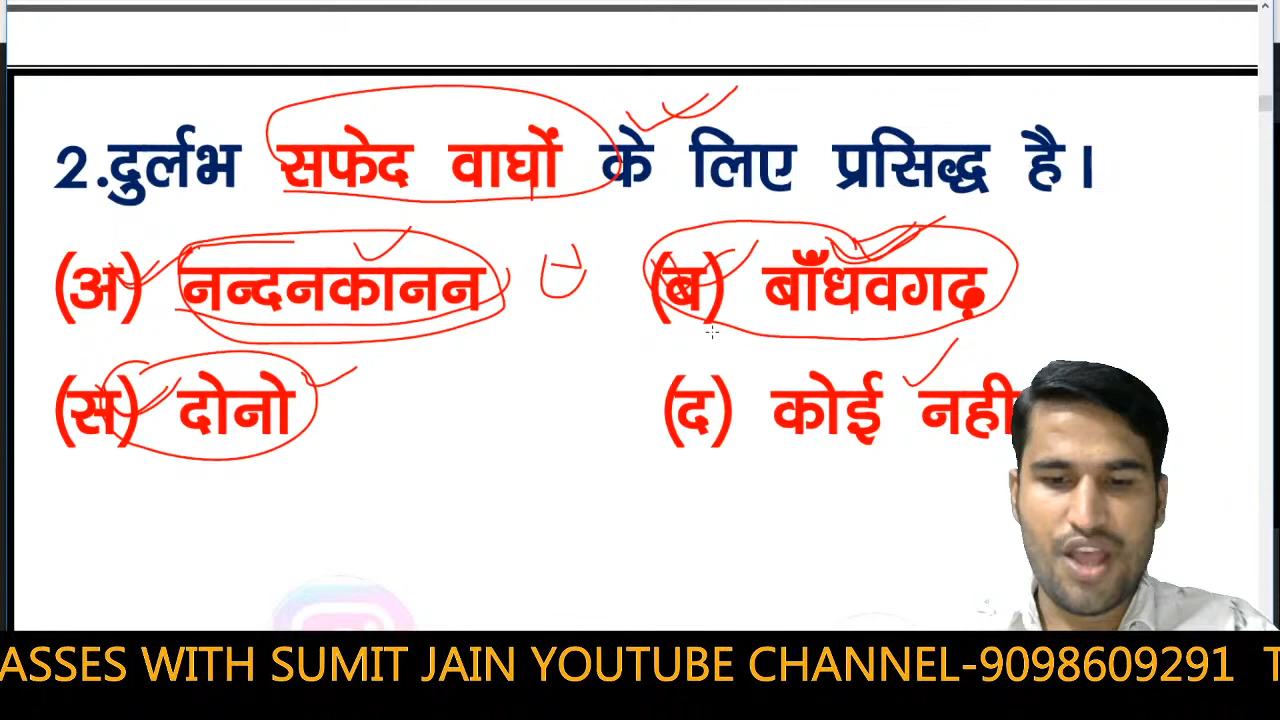 2.दुर्लभ सफेद वाघों के लिए प्रसिद्ध है।
(अ) नन्दनकानन (ब) बाँधवगढ़
(स) दोनो (द) कोई नही
ASSES WITH SUMIT JAIN YOUTUBE CHANNEL-9098609291 T